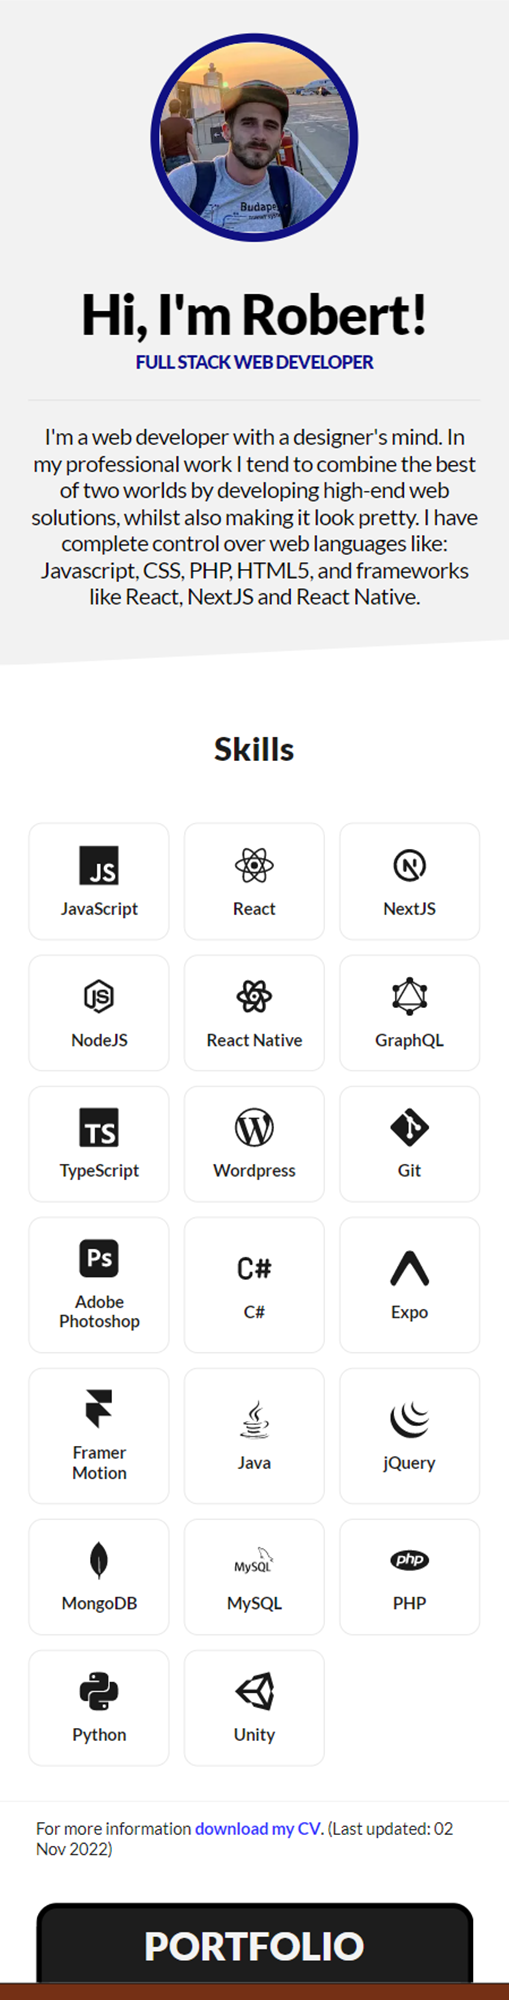 Budape
Hi, I'm Robert!
FULL STACK WEB DEVELOPER
I'm a web developer with a designer's mind. In
my professional work I tend to combine the best
of two worlds by developing high-end web
solutions, whilst also making it look pretty. I have
complete control over web languages like:
Javascript, CSS, PHP, HTML5, and frameworks
like React, NextJS and React Native.
Skills
JS
JavaScript
React
N
NextJS
JS
NodeJS
React Native
GraphQL
TS
TypeScript
W
Wordpress
Git
Ps
Adobe
Photoshop
C#
C#
Expo
Framer
Motion
Java
jQuery
MongoDB
MySQL
MySQL
php
PHP
Python
Unity
For more information download my CV. (Last updated: 02
Nov 2022)
PORTFOLIO